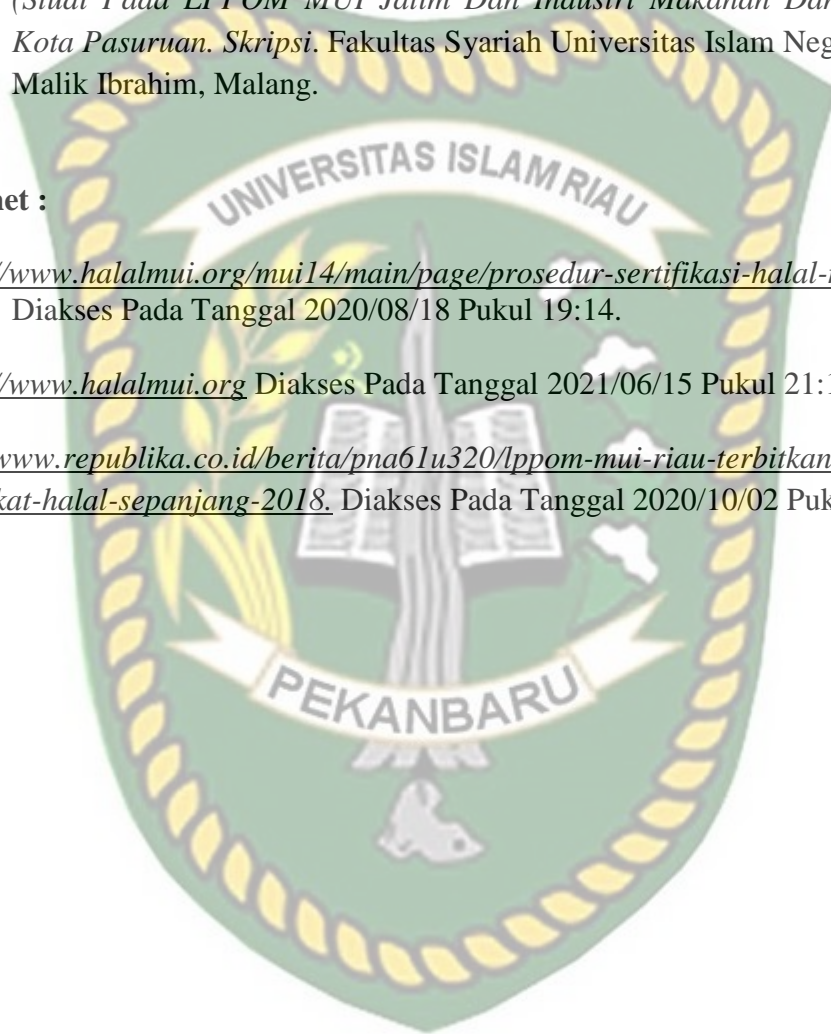 (Studi Pada LPPOM MUI Jatim Dan Industri Makanan Dar
Kota Pasuruan. Skripsi. Fakultas Syariah Universitas Islam Neg
Malik Ibrahim, Malang.
UNIVERSITAS ISLAM RIAU
net :
//www.halalmui.org/mui14/main/page/prosedur-sertifikasi-halal-r
Diakses Pada Tanggal 2020/08/18 Pukul 19:14.
//www.halalmui.org Diakses Pada Tanggal 2021/06/15 Pukul 21:1
www.republika.co.id/berita/pna61u320/lppom-mui-riau-terbitkan
kat-halal-sepanjang-2018. Diakses Pada Tanggal 2020/10/02 Puk
PEKANBARU